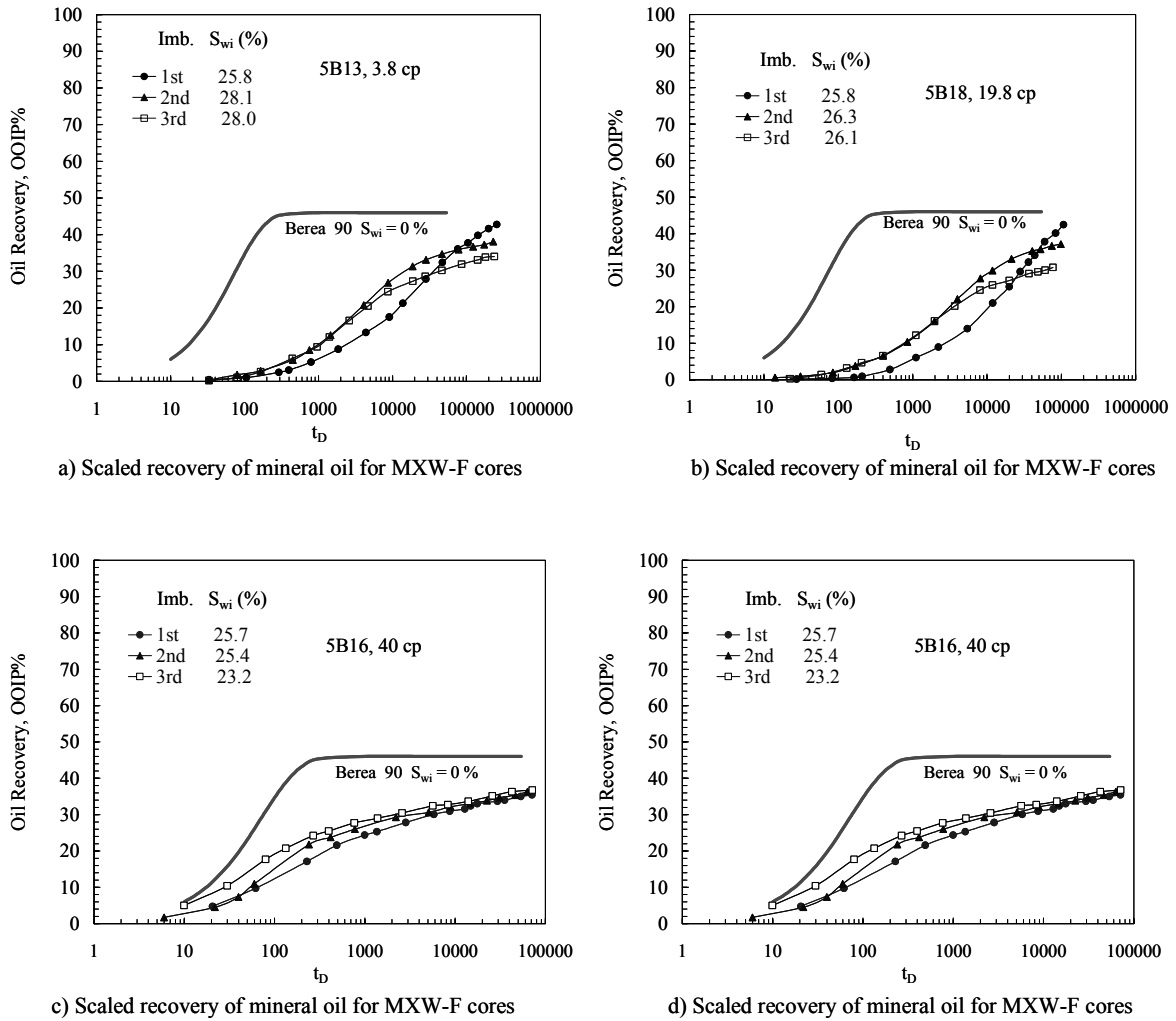 100
90
80
70
60
50
40
30
20
10
0
Oil Recovery, OOIP%
Imb. Swi (%)
1st 25.8
2nd 28.1
3rd 28.0
5B13, 3.8 cp
Berea 90 Swi = 0 %
1 10 100 1000 10000 100000 1000000
tD
a) Scaled recovery of mineral oil for MXW-F cores
100
90
80
70
60
50
40
30
20
10
0
Oil Recovery, OOIP%
Imb. Swi (%)
1st 25.8
2nd 26.3
3rd 26.1
5B18, 19.8 cp
Berea 90 Swi = 0 %
1 10 100 1000 10000 100000 1000000
tD
b) Scaled recovery of mineral oil for MXW-F cores
100
90
80
70
60
50
40
30
20
10
0
Oil Recovery, OOIP%
Imb. Swi (%)
1st 25.7
2nd 25.4
3rd 23.2
5B16, 40 cp
Berea 90 Swi = 0 %
1 10 100 1000 10000 100000
tD
c) Scaled recovery of mineral oil for MXW-F cores
100
90
80
70
60
50
40
30
20
10
0
Oil Recovery, OOIP%
Imb. Swi (%)
1st 25.7
2nd 25.4
3rd 23.2
5B16, 40 cp
Berea 90 Swi = 0 %
1 10 100 1000 10000 100000
tD
d) Scaled recovery of mineral oil for MXW-F cores